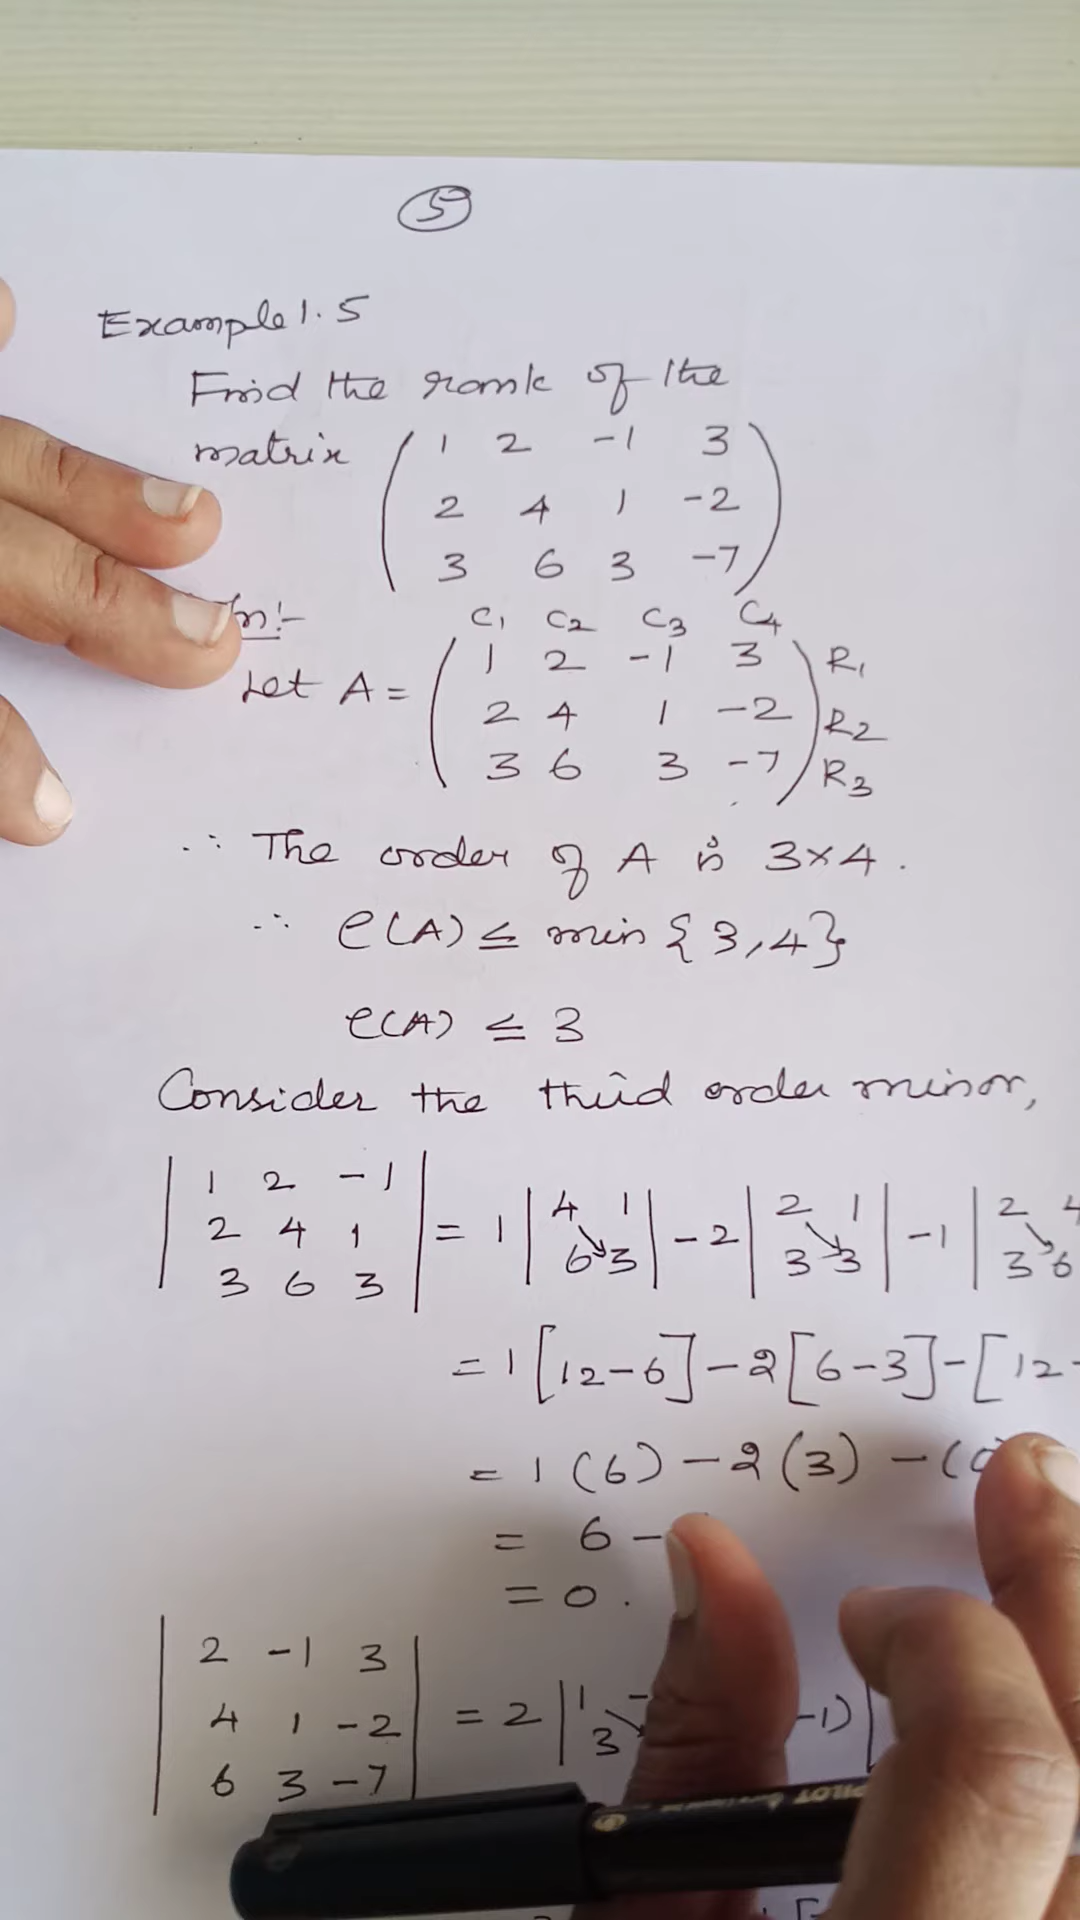 5
Example 1.5
Find the rank of the
matrix ( 1 2 -1 3
2 4 1 -2
3 6 3 -7 )
ln:-
C1 C2 C3 C4
Let A = ( 1 2 -1 3 ) R1
2 4 1 -2 R2
3 6 3 -7 R3
∴ The order of A is 3×4.
∴ ρ(A) ≤ min {3,4}
ρ(A) ≤ 3
Consider the third order minor,
| 1 2 -1 |
| 2 4 1 | = 1 | 4 1 | - 2 | 2 1 | - 1 | 2 4
| 3 6 3 | | 6 3 | | 3 3 | | 3 6
= 1 [12-6] - 2 [6-3] - [12-
= 1 (6) - 2 (3) - (
= 6 -
= 0.
| 2 -1 3 |
| 4 1 -2 | = 2 | 1 - -1) |
| 6 3 -7 | | 3
PILOT